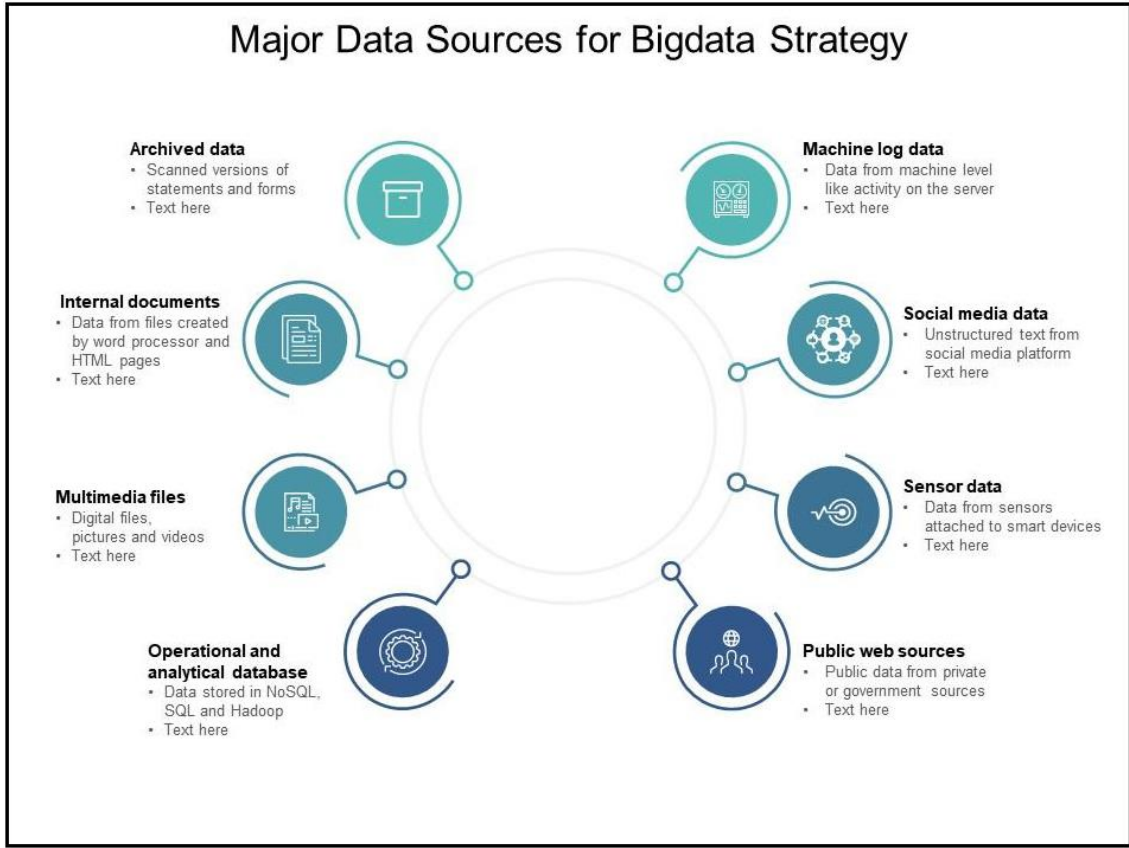 Major Data Sources for Bigdata Strategy
Archived data
• Scanned versions of
statements and forms
• Text here
Internal documents
• Data from files created
by word processor and
HTML pages
• Text here
Multimedia files
• Digital files,
pictures and videos
• Text here
Operational and
analytical database
• Data stored in NoSQL,
SQL and Hadoop
• Text here
Machine log data
• Data from machine level
like activity on the server
• Text here
Social media data
• Unstructured text from
social media platform
• Text here
Sensor data
• Data from sensors
attached to smart devices
• Text here
Public web sources
• Public data from private
or government sources
• Text here